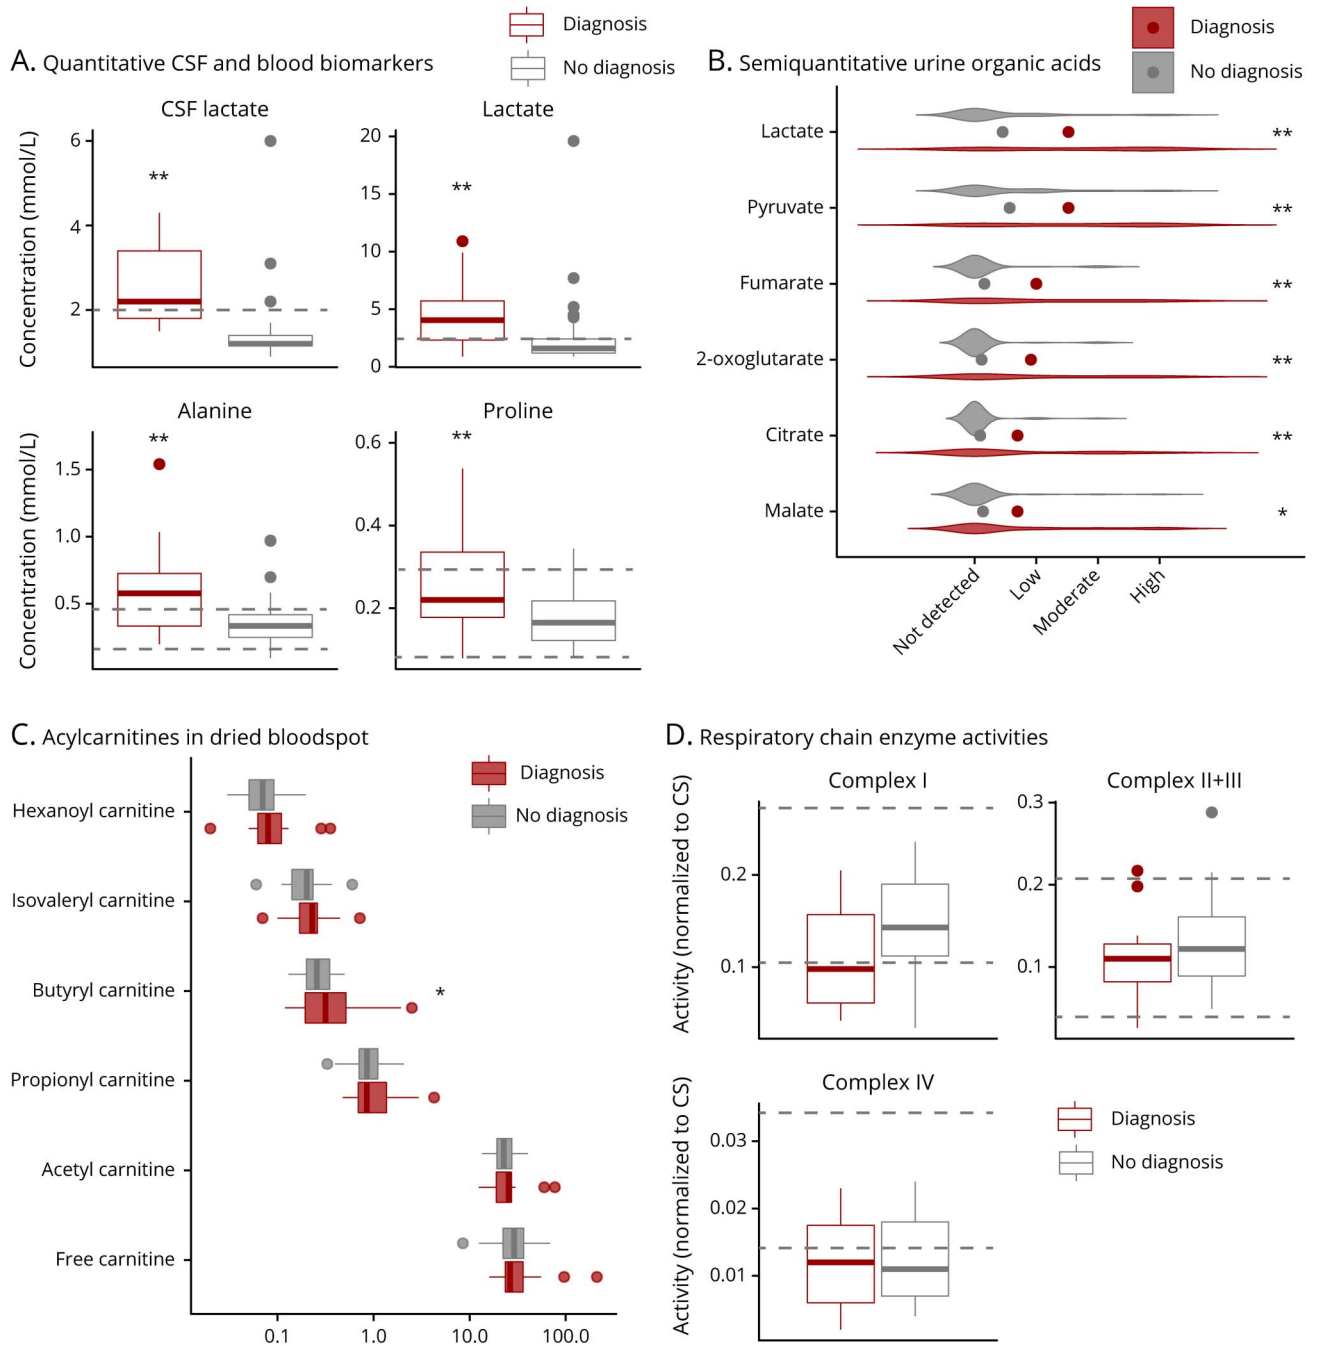 Diagnosis
No diagnosis
A. Quantitative CSF and blood biomarkers
CSF lactate
Lactate
Concentration (mmol/L)
6
4
2
**
20
15
10
5
0
**
Alanine
Proline
Concentration (mmol/L)
1.5
1.0
0.5
**
0.6
0.4
0.2
**
Diagnosis
No diagnosis
B. Semiquantitative urine organic acids
Lactate **
Pyruvate **
Fumarate **
2-oxoglutarate **
Citrate **
Malate *
Not detected
Low
Moderate
High
C. Acylcarnitines in dried bloodspot
Diagnosis
No diagnosis
Hexanoyl carnitine
Isovaleryl carnitine
Butyryl carnitine *
Propionyl carnitine
Acetyl carnitine
Free carnitine
0.1 1.0 10.0 100.0
D. Respiratory chain enzyme activities
Complex I
Complex II+III
Activity (normalized to CS)
0.2
0.1
0.3
0.2
0.1
Complex IV
Activity (normalized to CS)
0.03
0.02
0.01
Diagnosis
No diagnosis